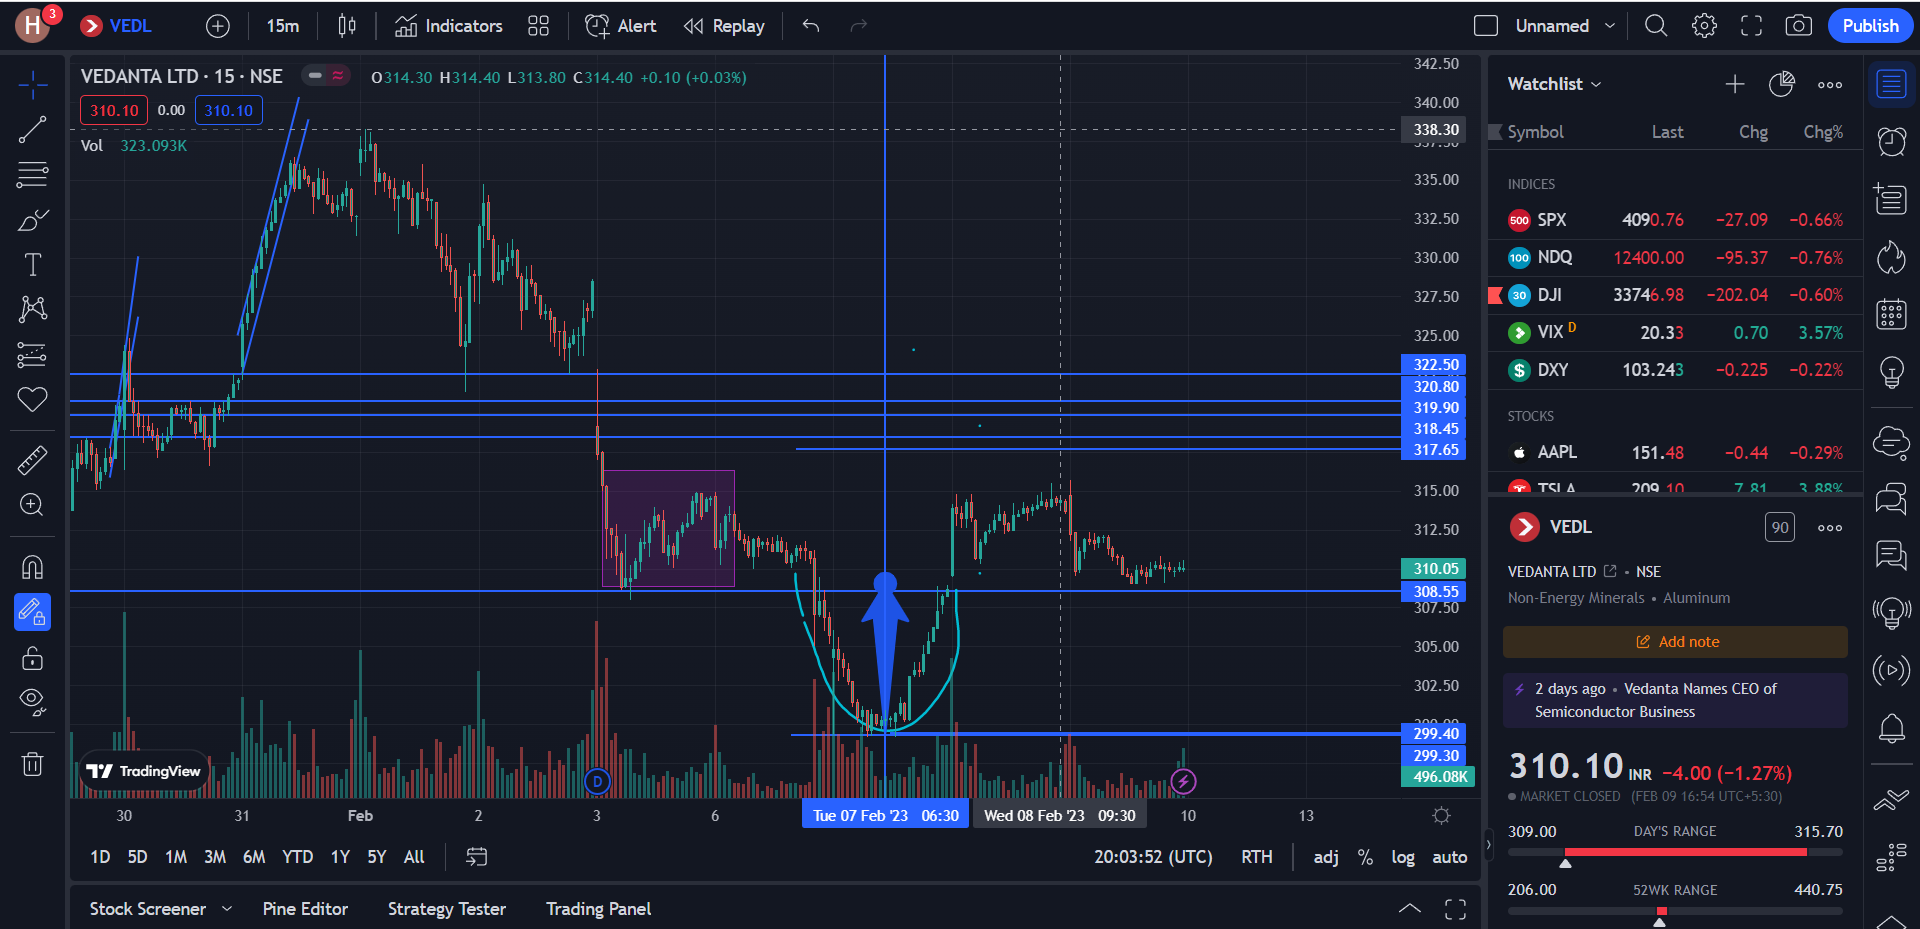 H 3 VEDL 15m Indicators Alert Replay Unnamed Publish
VEDANTA LTD · 15 · NSE O314.30 H314.40 L313.80 C314.40 +0.10 (+0.03%)
310.10 0.00 310.10
Vol 323.093K
342.50
340.00
338.30
335.00
332.50
330.00
327.50
325.00
322.50
320.80
319.90
318.45
317.65
315.00
312.50
310.05
308.55
307.50
305.00
302.50
299.40
299.30
496.08K
TradingView
D
30 31 Feb 2 3 6 Tue 07 Feb '23 06:30 Wed 08 Feb '23 09:30 10 13
1D 5D 1M 3M 6M YTD 1Y 5Y All 20:03:52 (UTC) RTH adj % log auto
Stock Screener Pine Editor Strategy Tester Trading Panel
Watchlist
Symbol Last Chg Chg%
INDICES
500 SPX 4090.76 −27.09 −0.66%
100 NDQ 12400.00 −95.37 −0.76%
30 DJI 33746.98 −202.04 −0.60%
VIX D 20.33 0.70 3.57%
$ DXY 103.243 −0.225 −0.22%
STOCKS
AAPL 151.48 −0.44 −0.29%
TSLA 209.10 7.81 3.88%
VEDL 90
VEDANTA LTD • NSE
Non-Energy Minerals • Aluminum
Add note
2 days ago • Vedanta Names CEO of
Semiconductor Business
310.10 INR −4.00 (−1.27%)
MARKET CLOSED (FEB 09 16:54 UTC+5:30)
309.00 DAY'S RANGE 315.70
206.00 52WK RANGE 440.75